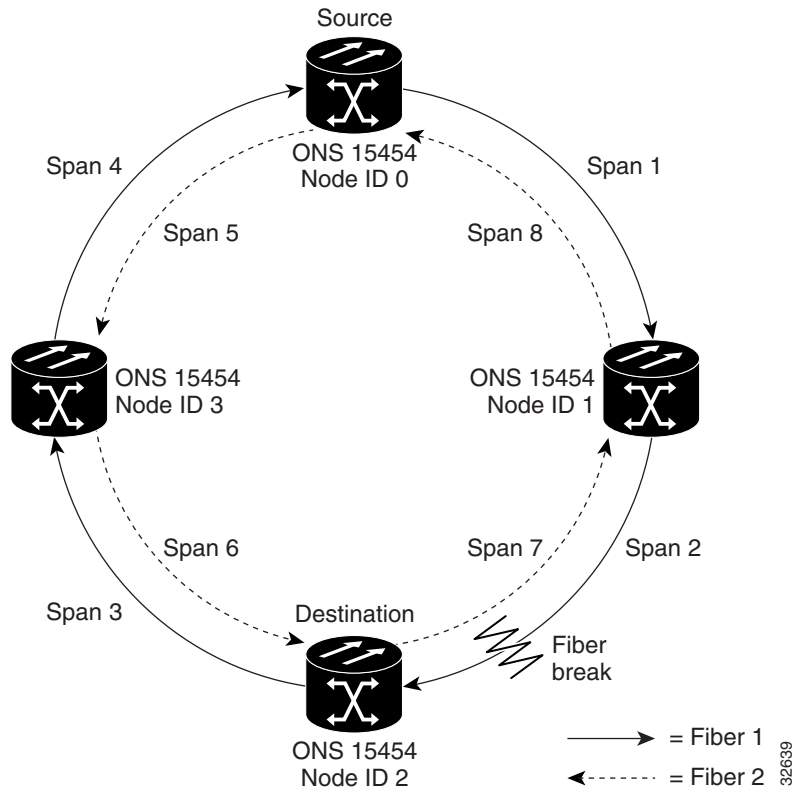 Source
ONS 15454
Node ID 0
Span 4
Span 1
Span 5
Span 8
ONS 15454
Node ID 3
ONS 15454
Node ID 1
Span 6
Span 7
Span 2
Span 3
Destination
Fiber
break
ONS 15454
Node ID 2
= Fiber 1
= Fiber 2
32639